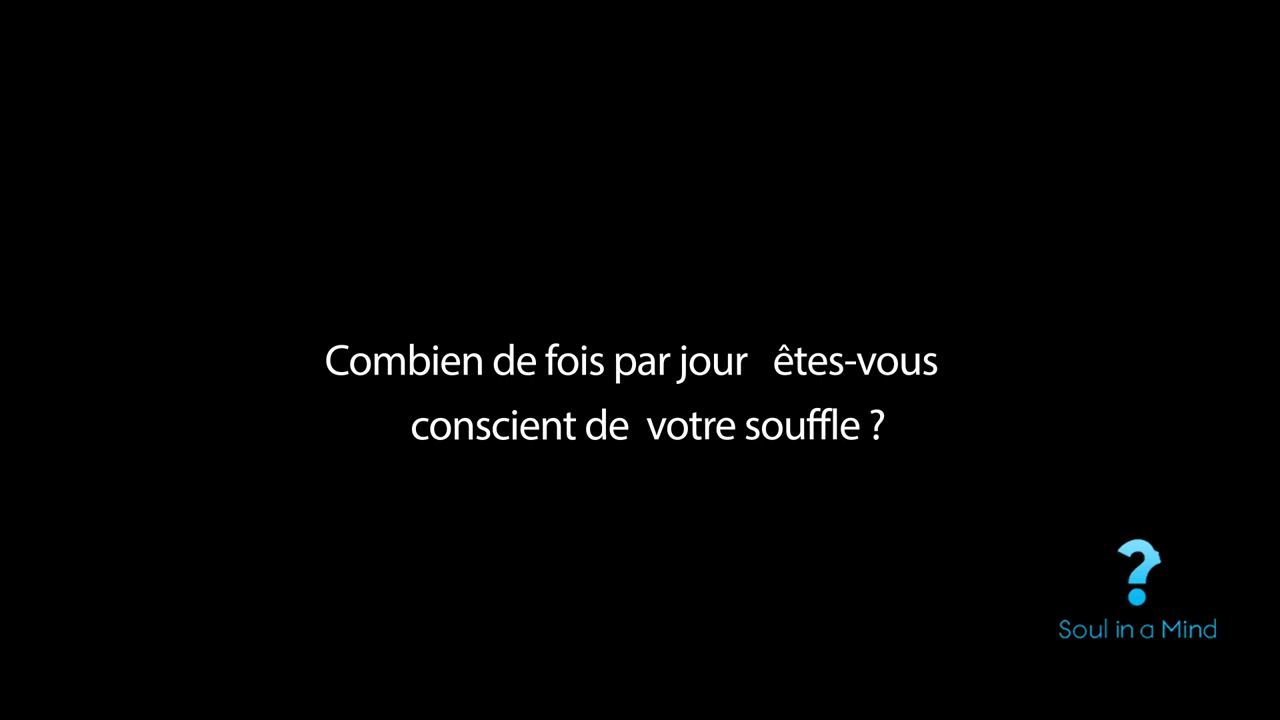 Combien de fois par jour êtes-vous
conscient de votre souffle ?
?
Soul in a Mind